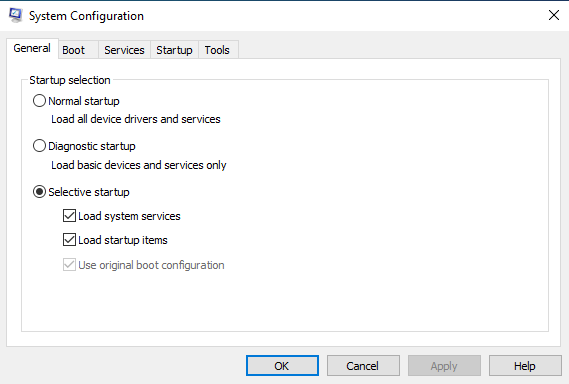 System Configuration
General Boot Services Startup Tools
Startup selection
Normal startup
Load all device drivers and services
Diagnostic startup
Load basic devices and services only
Selective startup
Load system services
Load startup items
Use original boot configuration
OK Cancel Apply Help